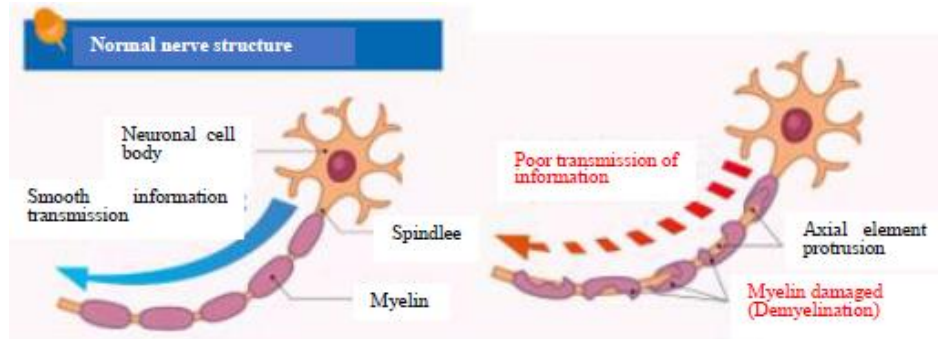 Normal nerve structure
Neuronal cell
body
Smooth information
transmission
Spindlee
Myelin
Poor transmission of
information
Axial element
protrusion
Myelin damaged
(Demyelination)